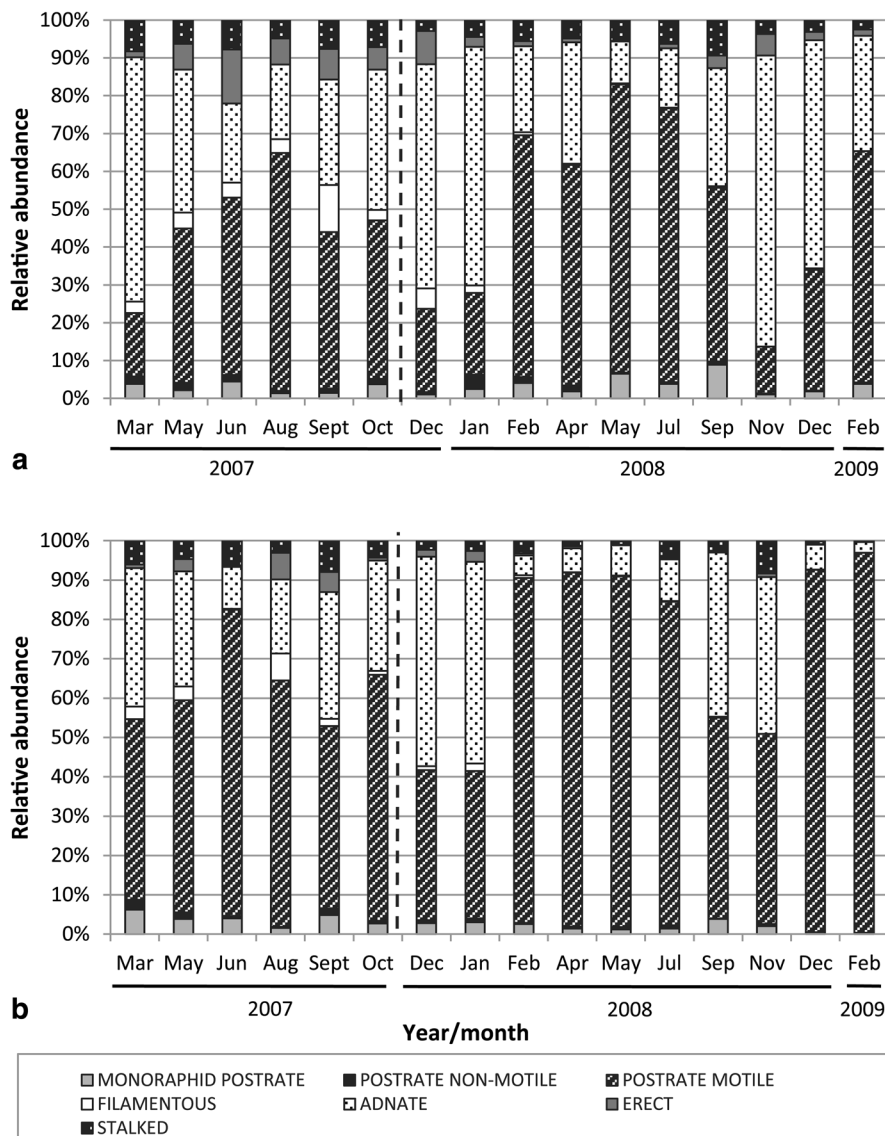 100%
90%
80%
70%
60%
50%
40%
30%
20%
10%
0%
Relative abundance
Mar May Jun Aug Sept Oct Dec Jan Feb Apr May Jul Sep Nov Dec Feb
a 2007 2008 2009
100%
90%
80%
70%
60%
50%
40%
30%
20%
10%
0%
Relative abundance
Mar May Jun Aug Sept Oct Dec Jan Feb Apr May Jul Sep Nov Dec Feb
b 2007 2008 2009
Year/month
MONORAPHID POSTRATE POSTRATE NON-MOTILE POSTRATE MOTILE
FILAMENTOUS ADNATE ERECT
STALKED